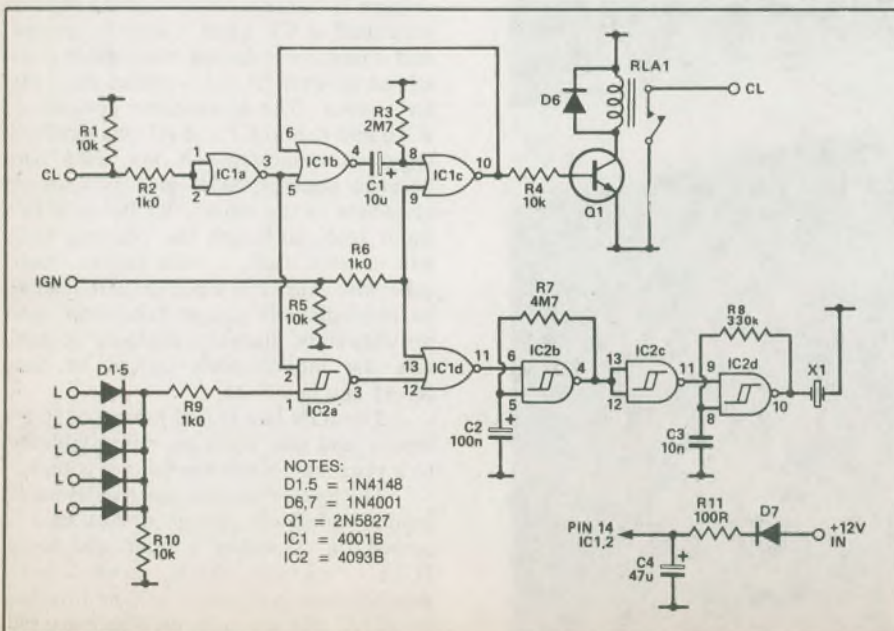 RLA1
D6
CL
R1
10k
R3
2M7
CL
R2
1k0
1
2
IC1a
3
6
5
IC1b
4
C1
10u
+
8
9
IC1c
10
R4
10k
Q1
IGN
R6
1k0
R5
10k
R7
4M7
R8
330k
L
L
L
L
L
D1-5
R9
1k0
2
1
IC2a
3
13
12
IC1d
11
6
5
IC2b
4
13
12
IC2c
11
9
8
IC2d
10
X1
C2
100n
+
C3
10n
R10
10k
NOTES:
D1.5 = 1N4148
D6,7 = 1N4001
Q1 = 2N5827
IC1 = 4001B
IC2 = 4093B
PIN 14
IC1,2
R11
100R
D7
+12V
IN
C4
47u
+